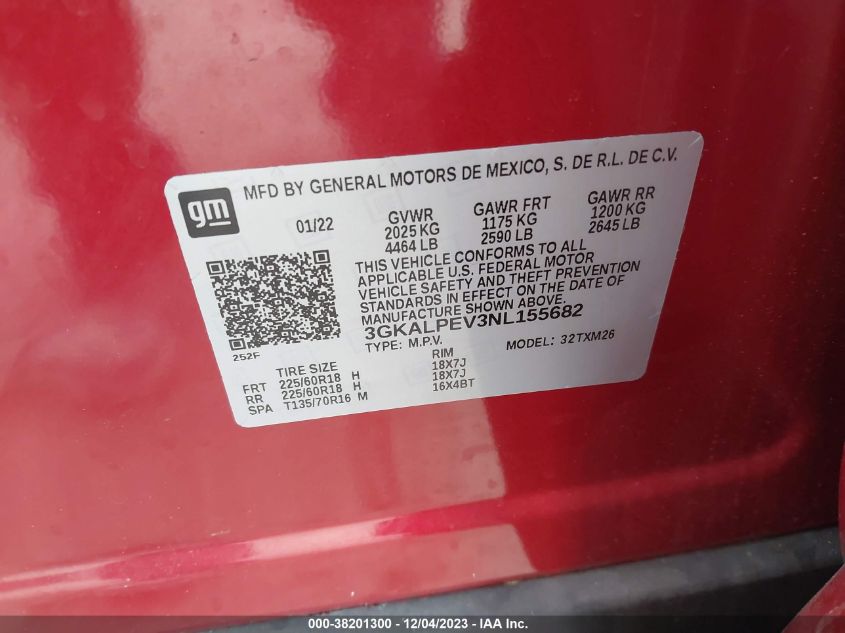 gm
MFD BY GENERAL MOTORS DE MEXICO, S. DE R.L. DE C.V.
01/22 GVWR GAWR FRT GAWR RR
2025 KG 1175 KG 1200 KG
4464 LB 2590 LB 2645 LB
THIS VEHICLE CONFORMS TO ALL
APPLICABLE U.S. FEDERAL MOTOR
VEHICLE SAFETY AND THEFT PREVENTION
STANDARDS IN EFFECT ON THE DATE OF
MANUFACTURE SHOWN ABOVE.
3GKALPEV3NL155682
252F
TYPE: M.P.V. MODEL: 32TXM26
TIRE SIZE RIM
FRT 225/60R18 H 18X7J
RR 225/60R18 H 18X7J
SPA T135/70R16 M 16X4BT
000-38201300 - 12/04/2023 - IAA Inc.